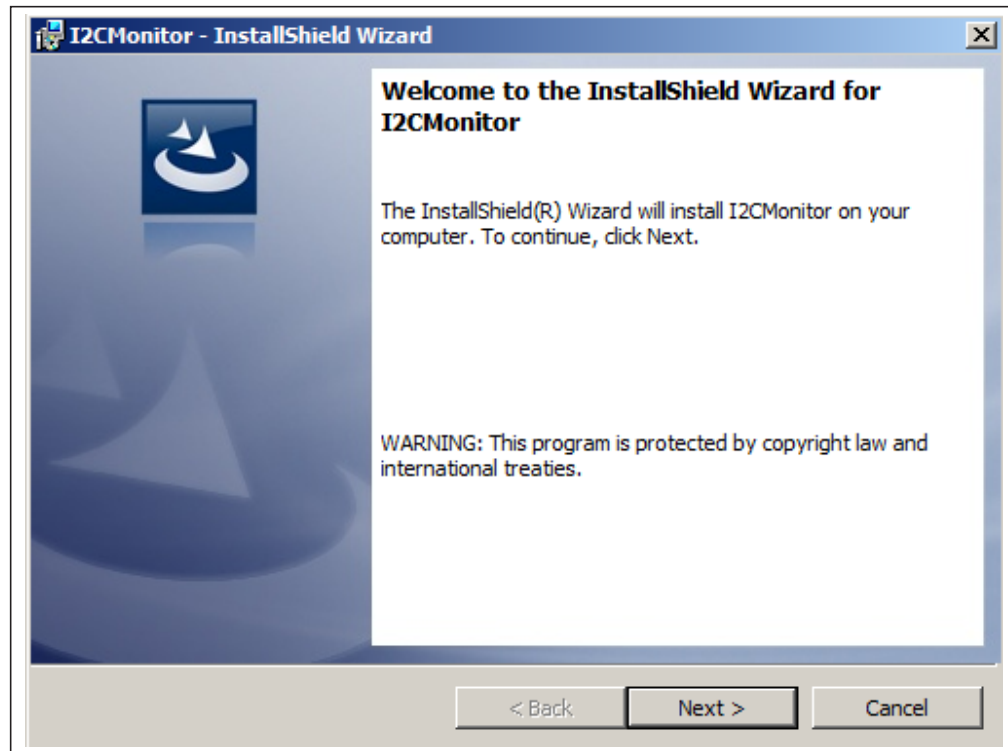 I2CMonitor - InstallShield Wizard
Welcome to the InstallShield Wizard for
I2CMonitor
The InstallShield(R) Wizard will install I2CMonitor on your
computer. To continue, click Next.
WARNING: This program is protected by copyright law and
international treaties.
< Back
Next >
Cancel